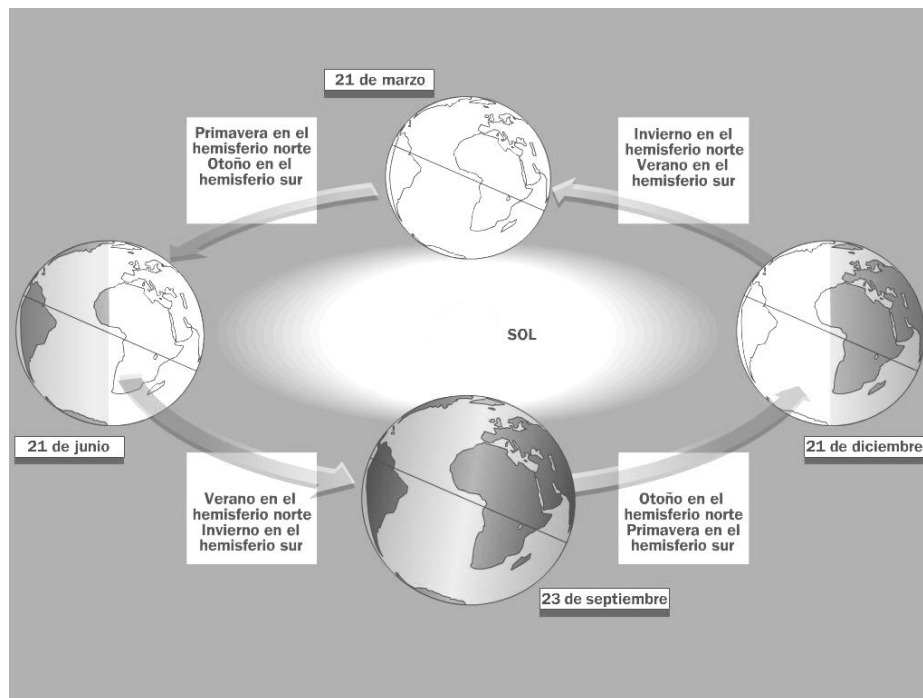 21 de marzo
Primavera en el
hemisferio norte
Otoño en el
hemisferio sur
Invierno en el
hemisferio norte
Verano en el
hemisferio sur
SOL
21 de junio
21 de diciembre
Verano en el
hemisferio norte
Invierno en el
hemisferio sur
Otoño en el
hemisferio norte
Primavera en el
hemisferio sur
23 de septiembre